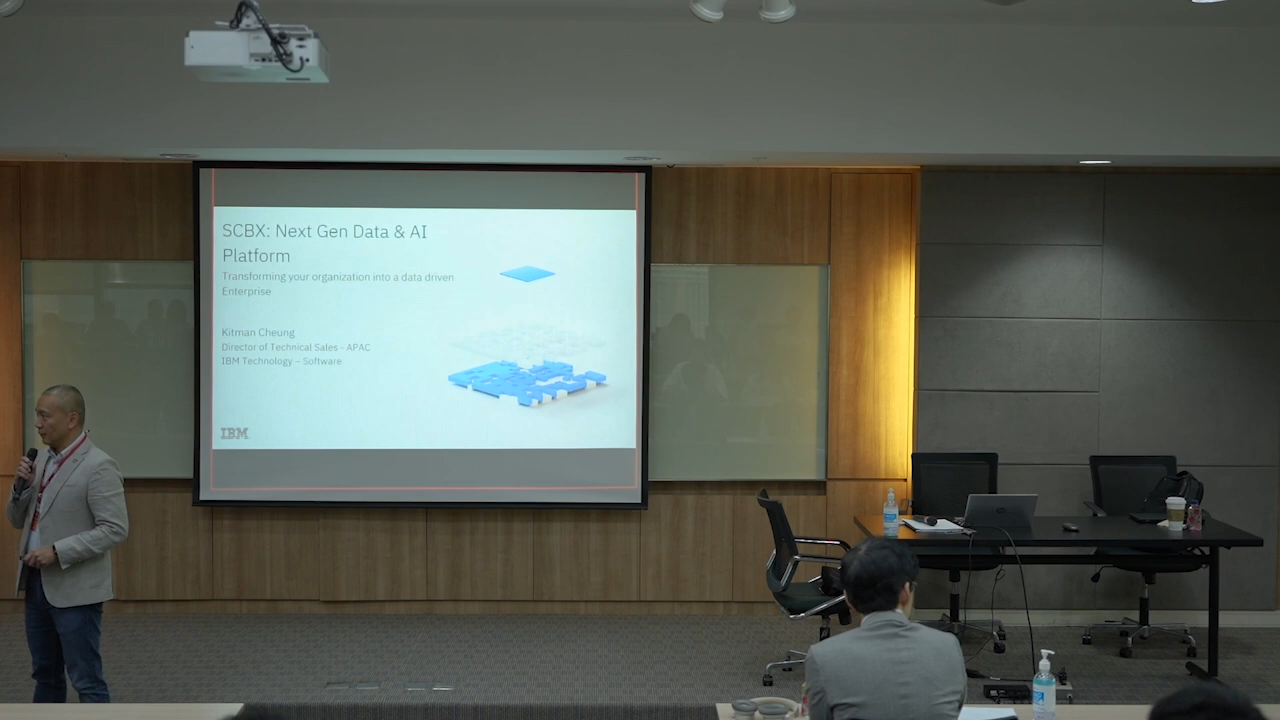 SCBX: Next Gen Data & AI
Platform
Transforming your organization into a data driven
Enterprise
Kitman Cheung
Director of Technical Sales - APAC
IBM Technology – Software
IBM